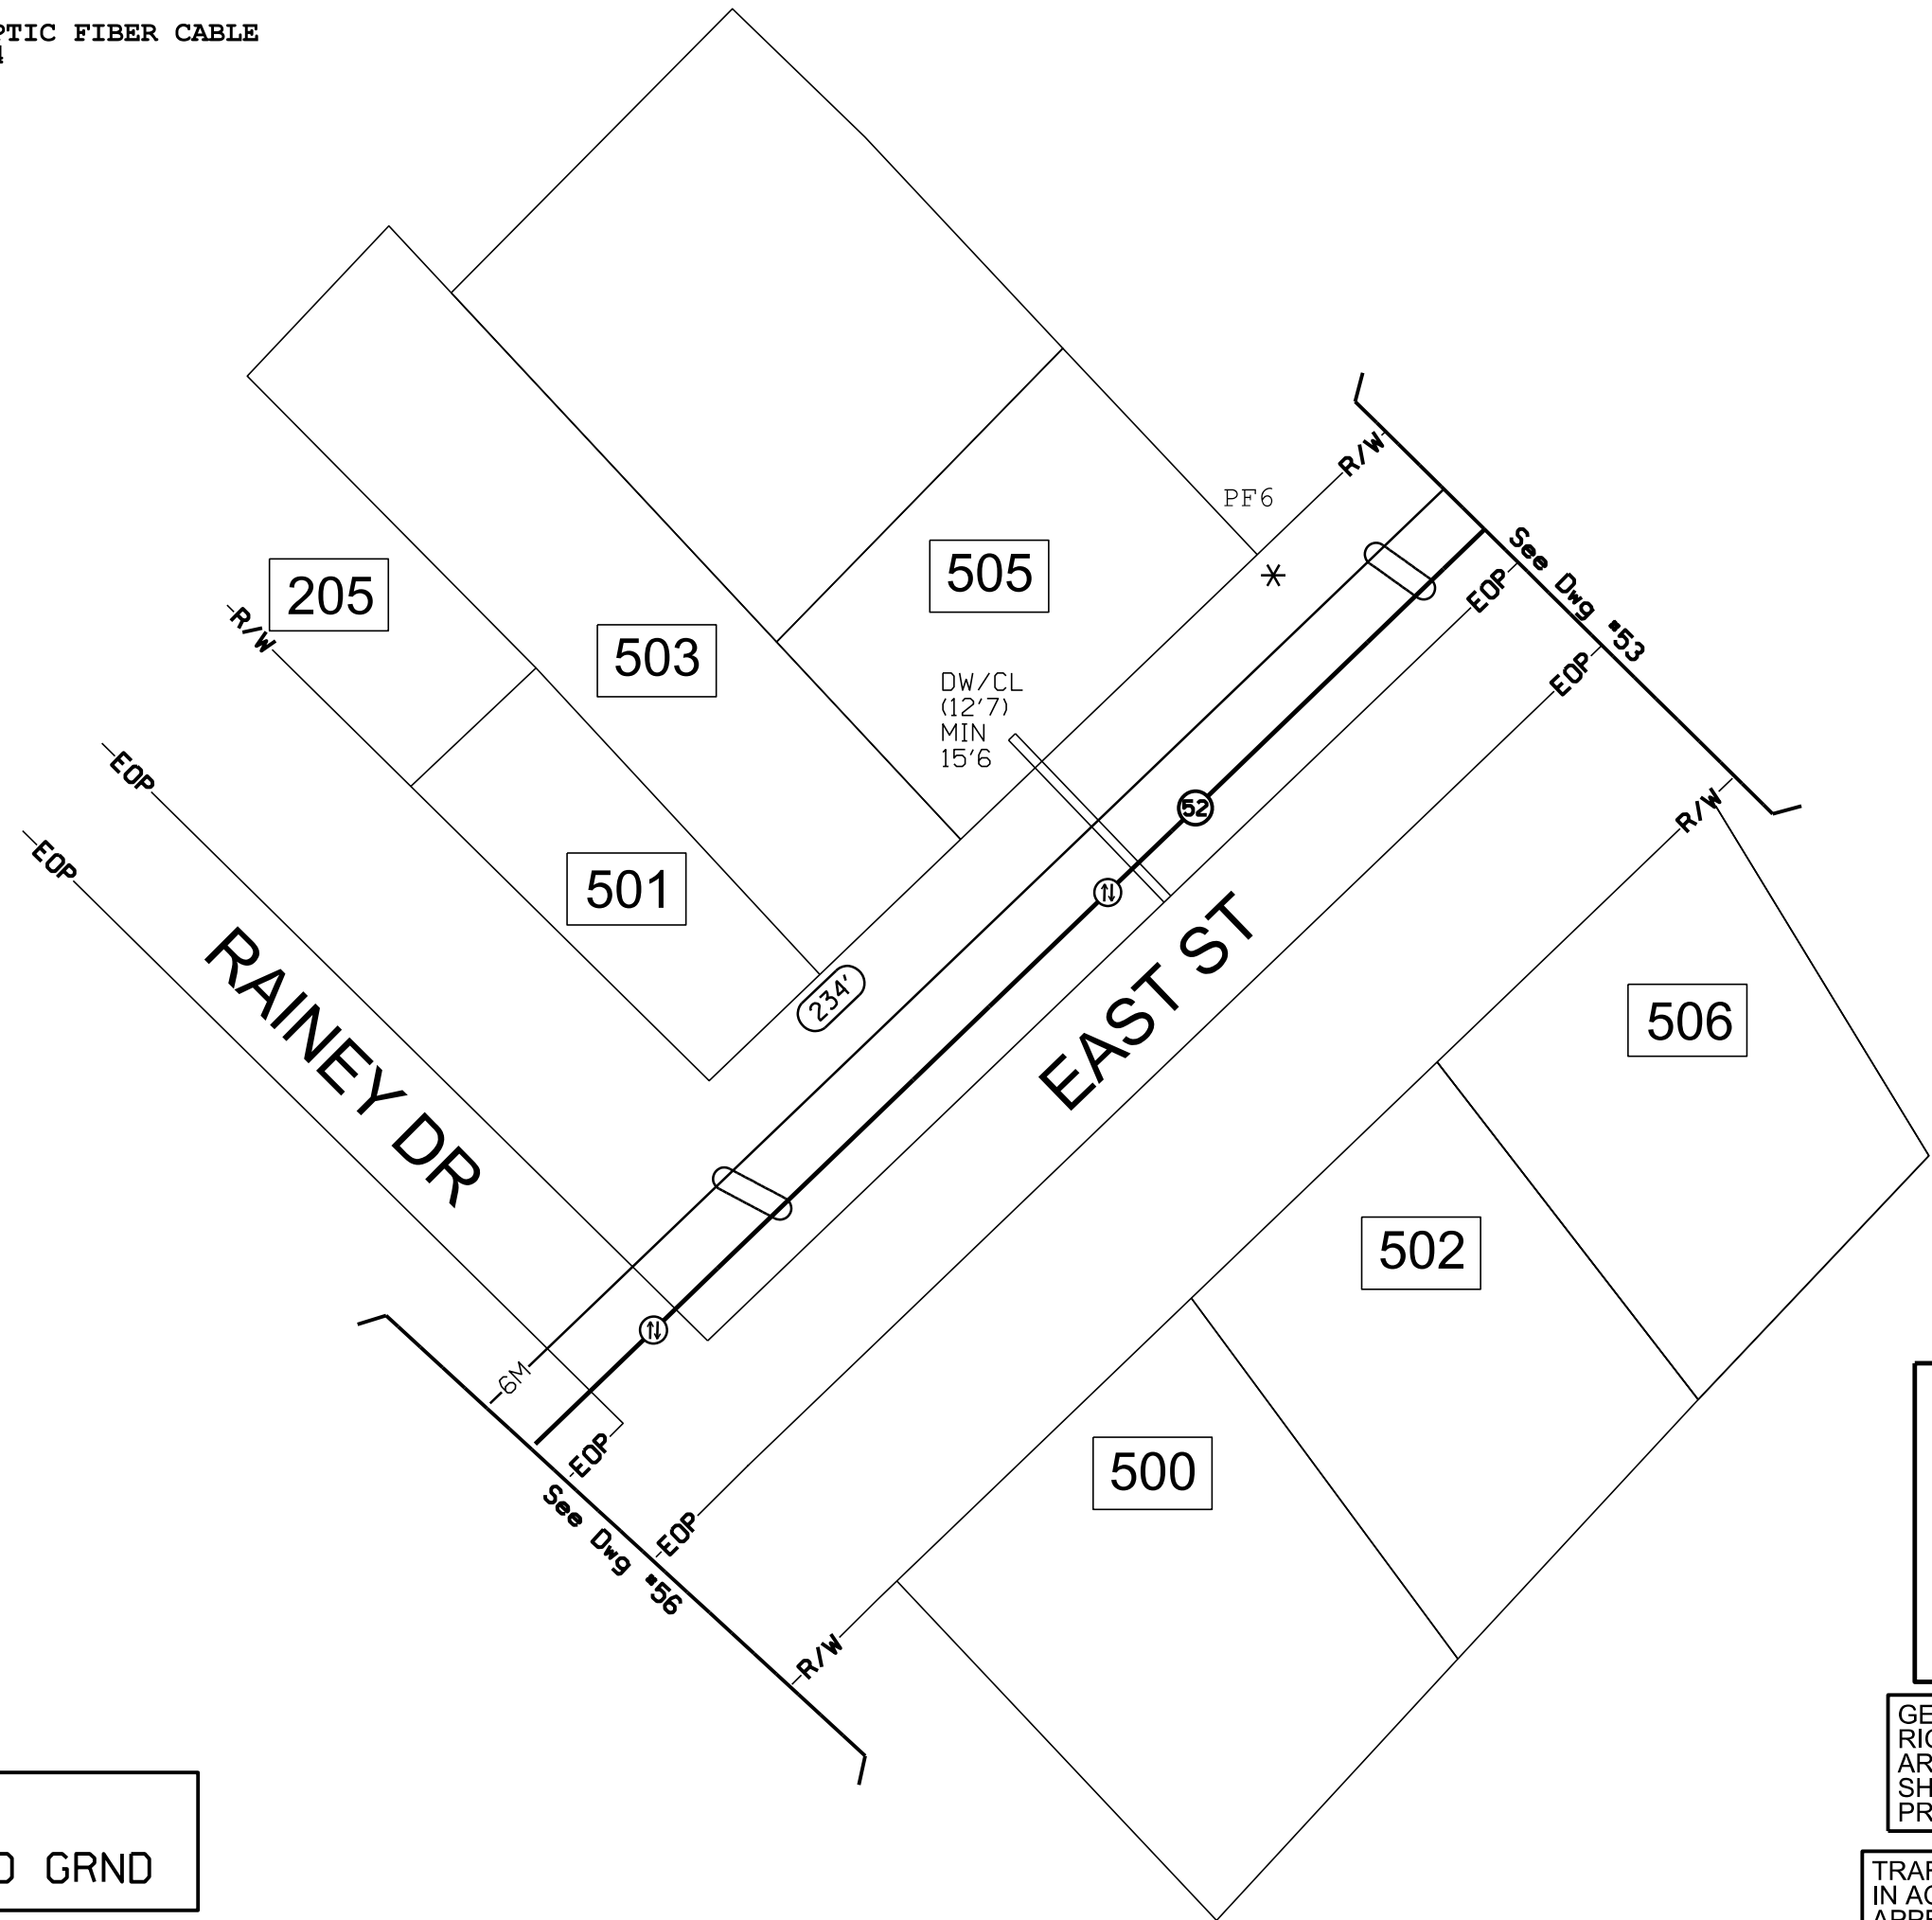 FIBER CABLE
R/W
PF6
505
205
R/W
503
See Dwg #53
EOP
DW/CL
(12'7)
MIN
15'6
EOP
EOP
52
R/W
EOP
501
RAINEY DR
234'
EAST ST
506
502
6M
EOP
500
See Dwg #56
EOP
R/W
GRND